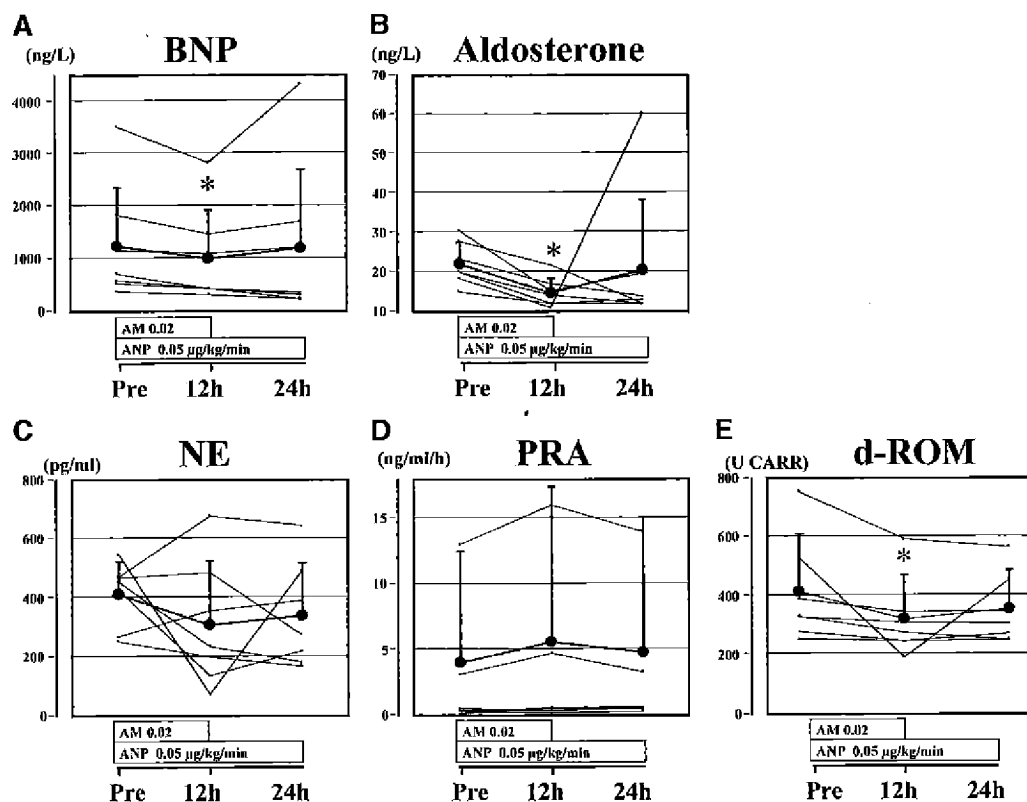 A
BNP
(ng/L)
4000
3000
2000
1000
0
*
AM 0.02
ANP 0.05 µg/kg/min
Pre 12h 24h
B
Aldosterone
(ng/L)
70
60
50
40
30
20
10
*
AM 0.02
ANP 0.05 µg/kg/min
Pre 12h 24h
C
NE
(pg/ml)
800
600
400
200
0
AM 0.02
ANP 0.05 µg/kg/min
Pre 12h 24h
D
PRA
(ng/ml/h)
15
10
5
0
AM 0.02
ANP 0.05 µg/kg/min
Pre 12h 24h
E
d-ROM
(U CARR)
800
600
400
200
0
*
AM 0.02
ANP 0.05 µg/kg/min
Pre 12h 24h